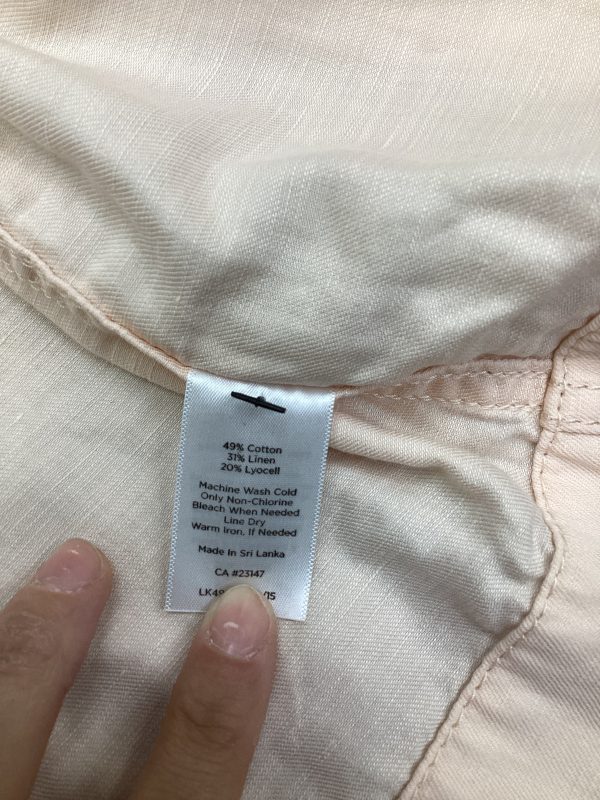 49% Cotton
31% Linen
20% Lyocell
Machine Wash Cold
Only Non-Chlorine
Bleach When Needed
Line Dry
Warm Iron, If Needed
Made In Sri Lanka
CA #23147